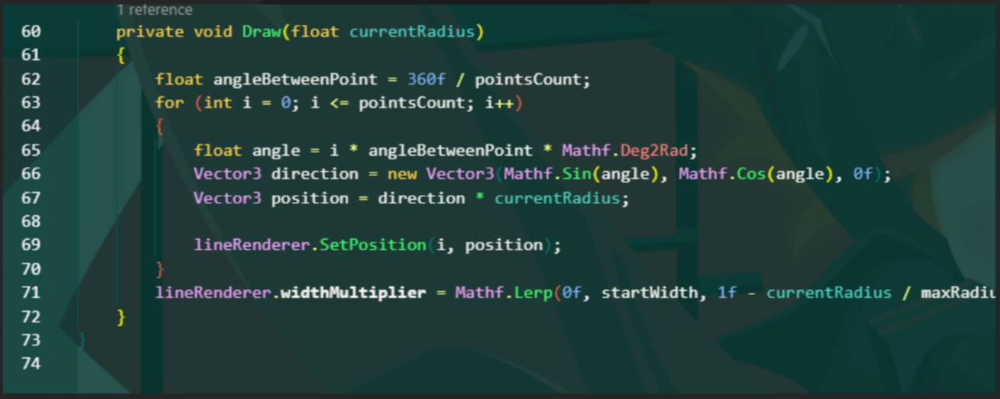 1 reference
60 private void Draw(float currentRadius)
61 {
62 float angleBetweenPoint = 360f / pointsCount;
63 for (int i = 0; i <= pointsCount; i++)
64 {
65 float angle = i * angleBetweenPoint * Mathf.Deg2Rad;
66 Vector3 direction = new Vector3(Mathf.Sin(angle), Mathf.Cos(angle), 0f);
67 Vector3 position = direction * currentRadius;
68
69 lineRenderer.SetPosition(i, position);
70 }
71 lineRenderer.widthMultiplier = Mathf.Lerp(0f, startWidth, 1f - currentRadius /
72 }
73 }
74